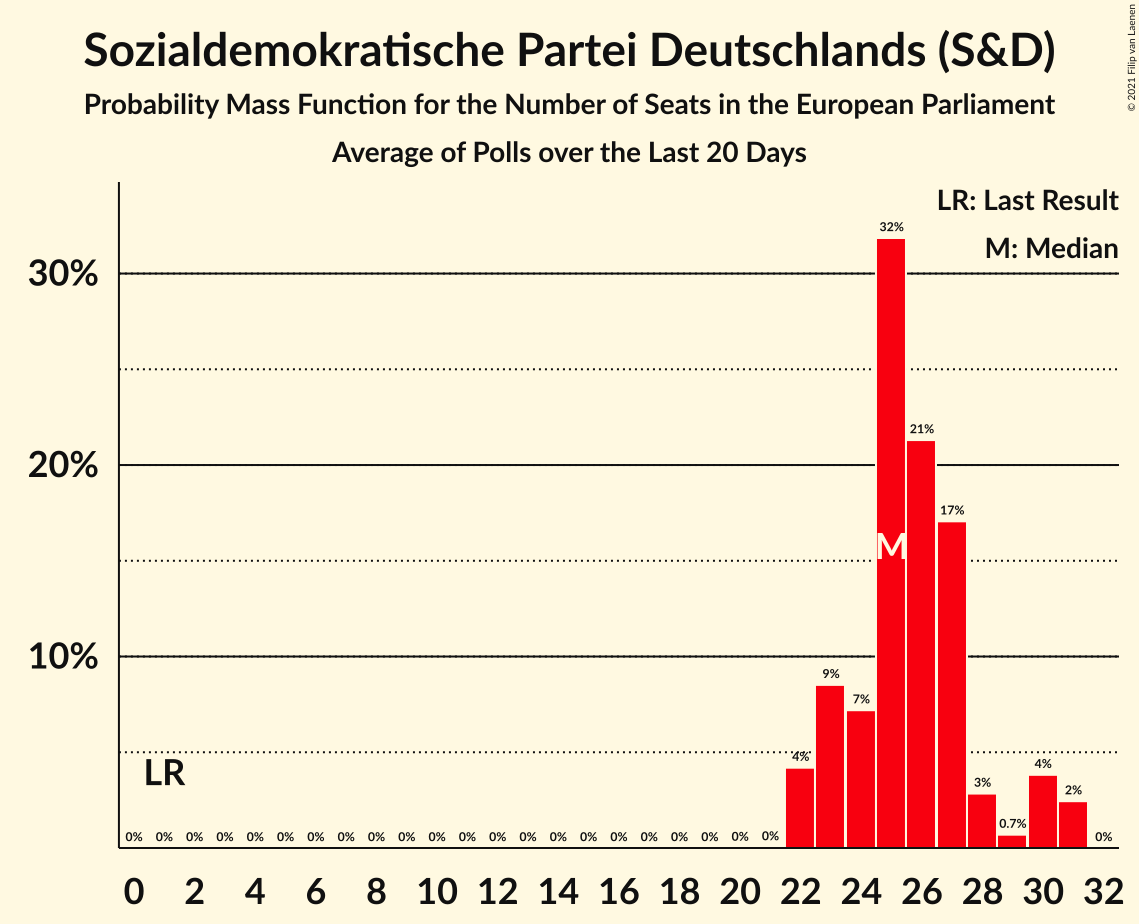 Sozialdemokratische Partei Deutschlands (S&D)
Probability Mass Function for the Number of Seats in the European Parliament
Average of Polls over the Last 20 Days
© 2021 Filip van Laenen
LR: Last Result
M: Median
32%
30%
21%
20%
17%
M
10%
9%
7%
4%
4%
3%
2%
0.7%
LR
0% 0% 0% 0% 0% 0% 0% 0% 0% 0% 0% 0% 0% 0% 0% 0% 0% 0% 0% 0% 0% 0% 0%
0 2 4 6 8 10 12 14 16 18 20 22 24 26 28 30 32